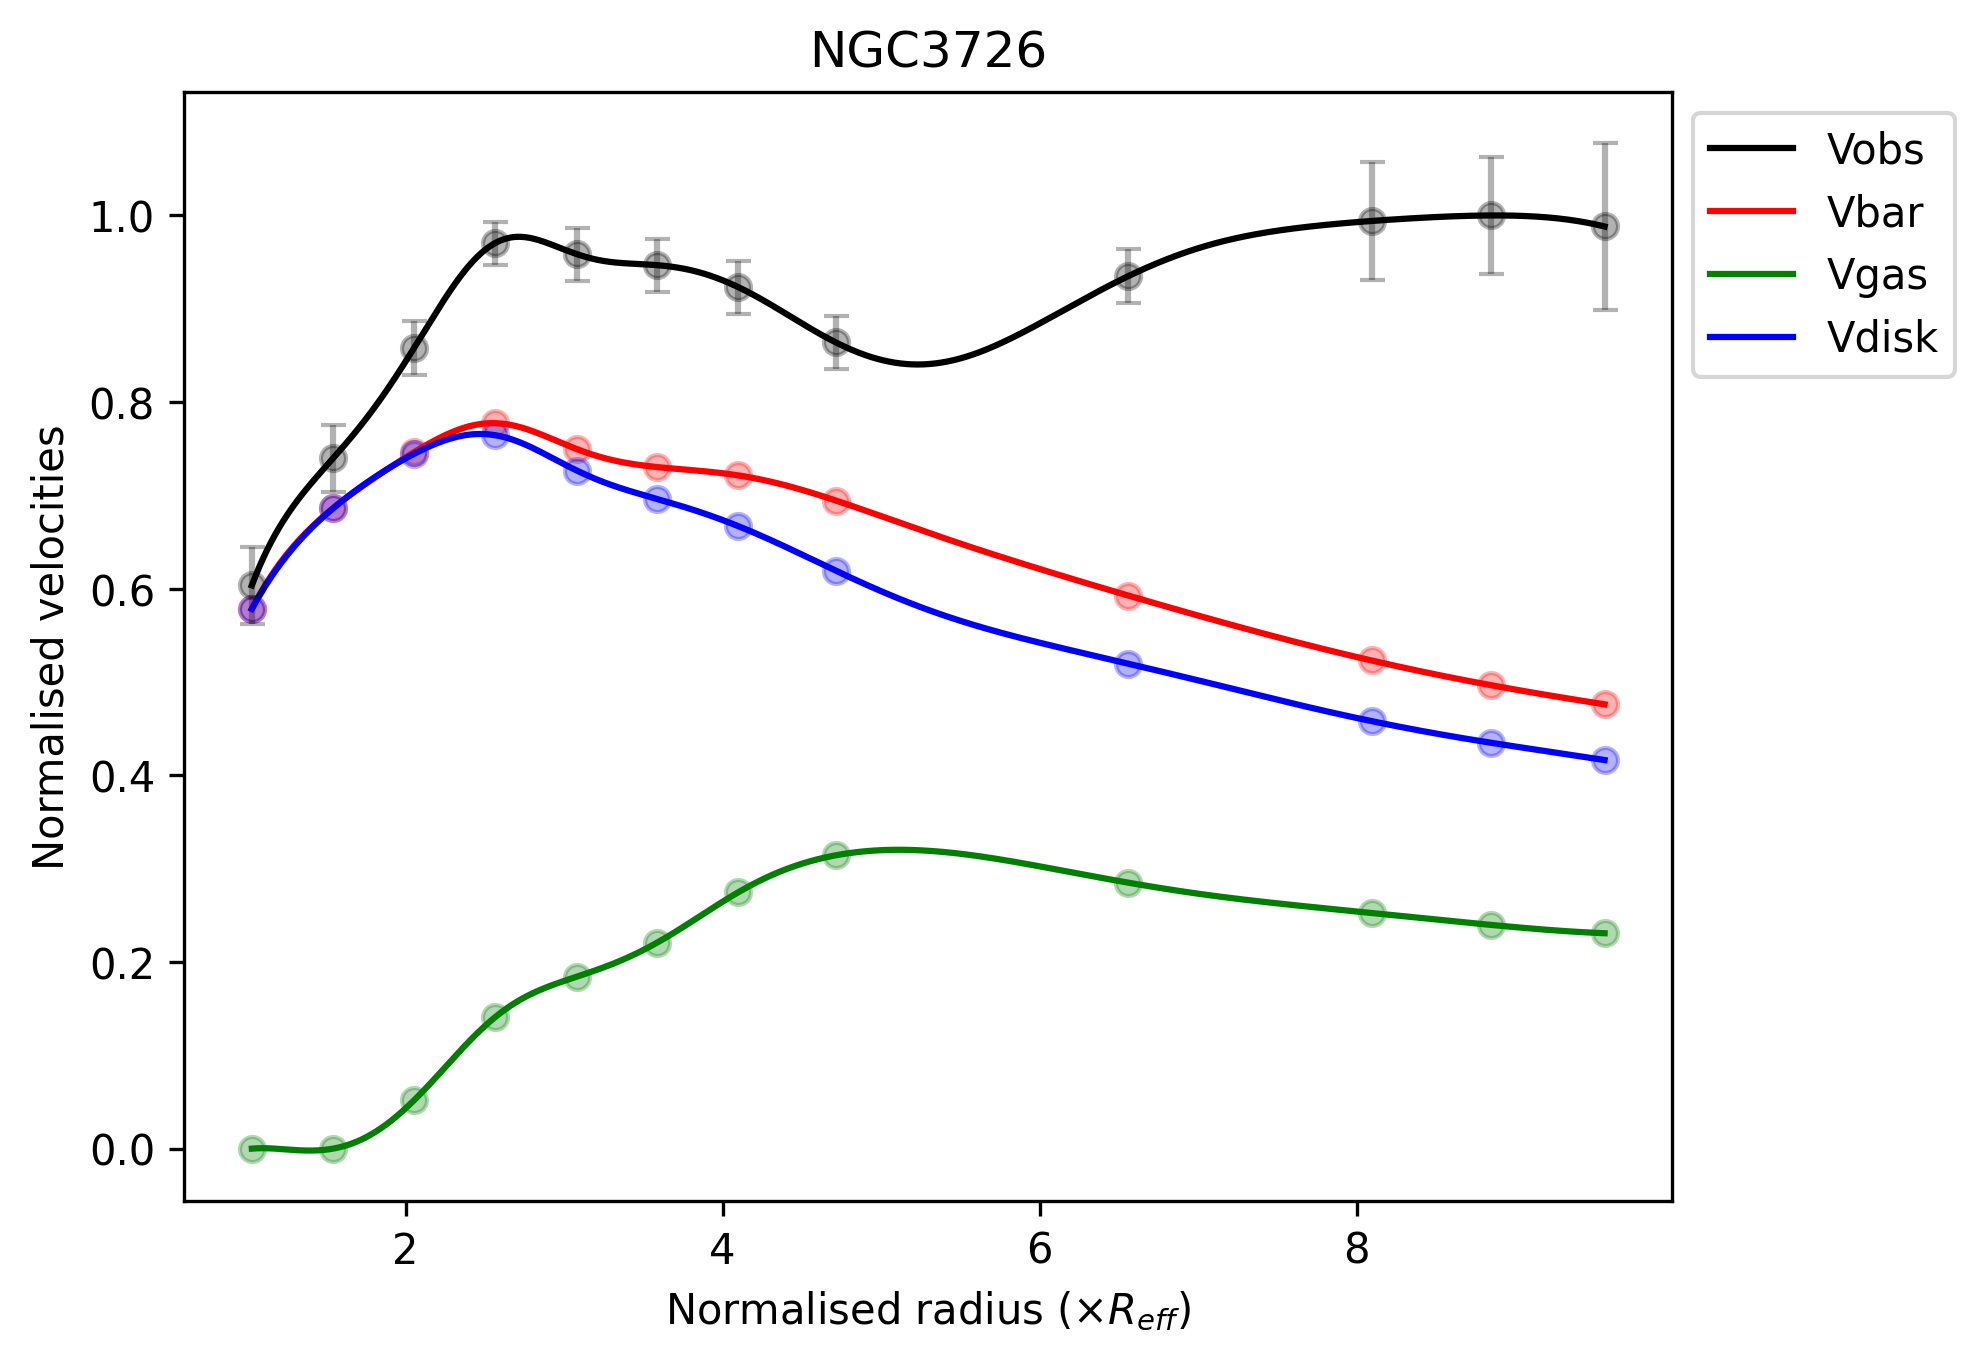 NGC3726
Vobs
Vbar
Vgas
Vdisk
Normalised velocities
1.0
0.8
0.6
0.4
0.2
0.0
2 4 6 8
Normalised radius (×R_eff)